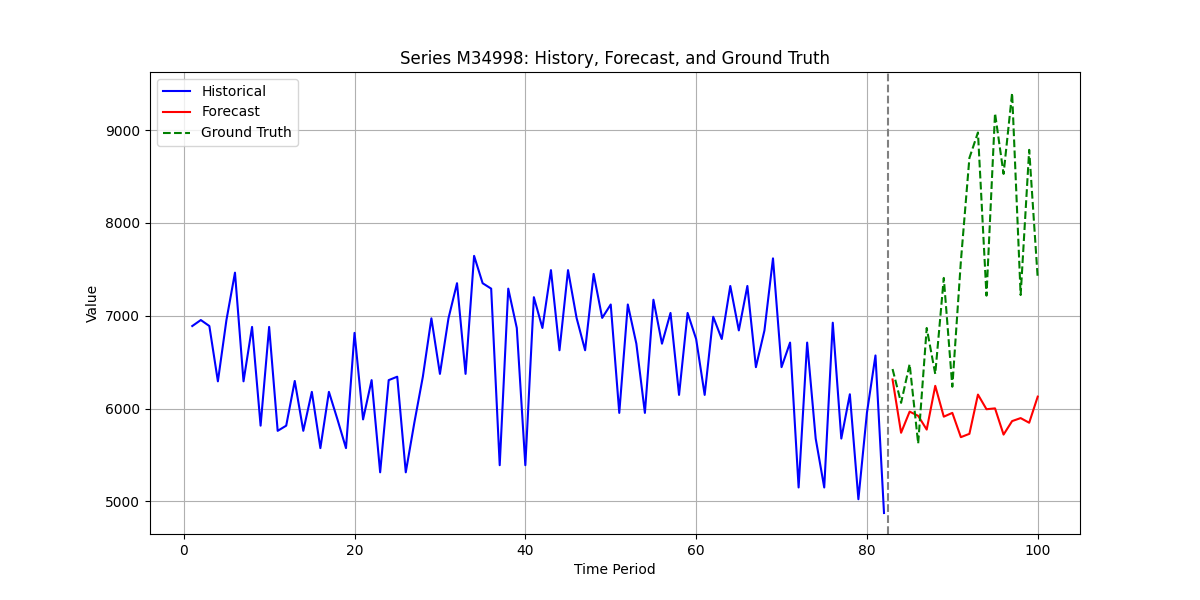 Series M34998: History, Forecast, and Ground Truth
Historical
Forecast
Ground Truth
9000
8000
7000
6000
5000
Value
0 20 40 60 80 100
Time Period